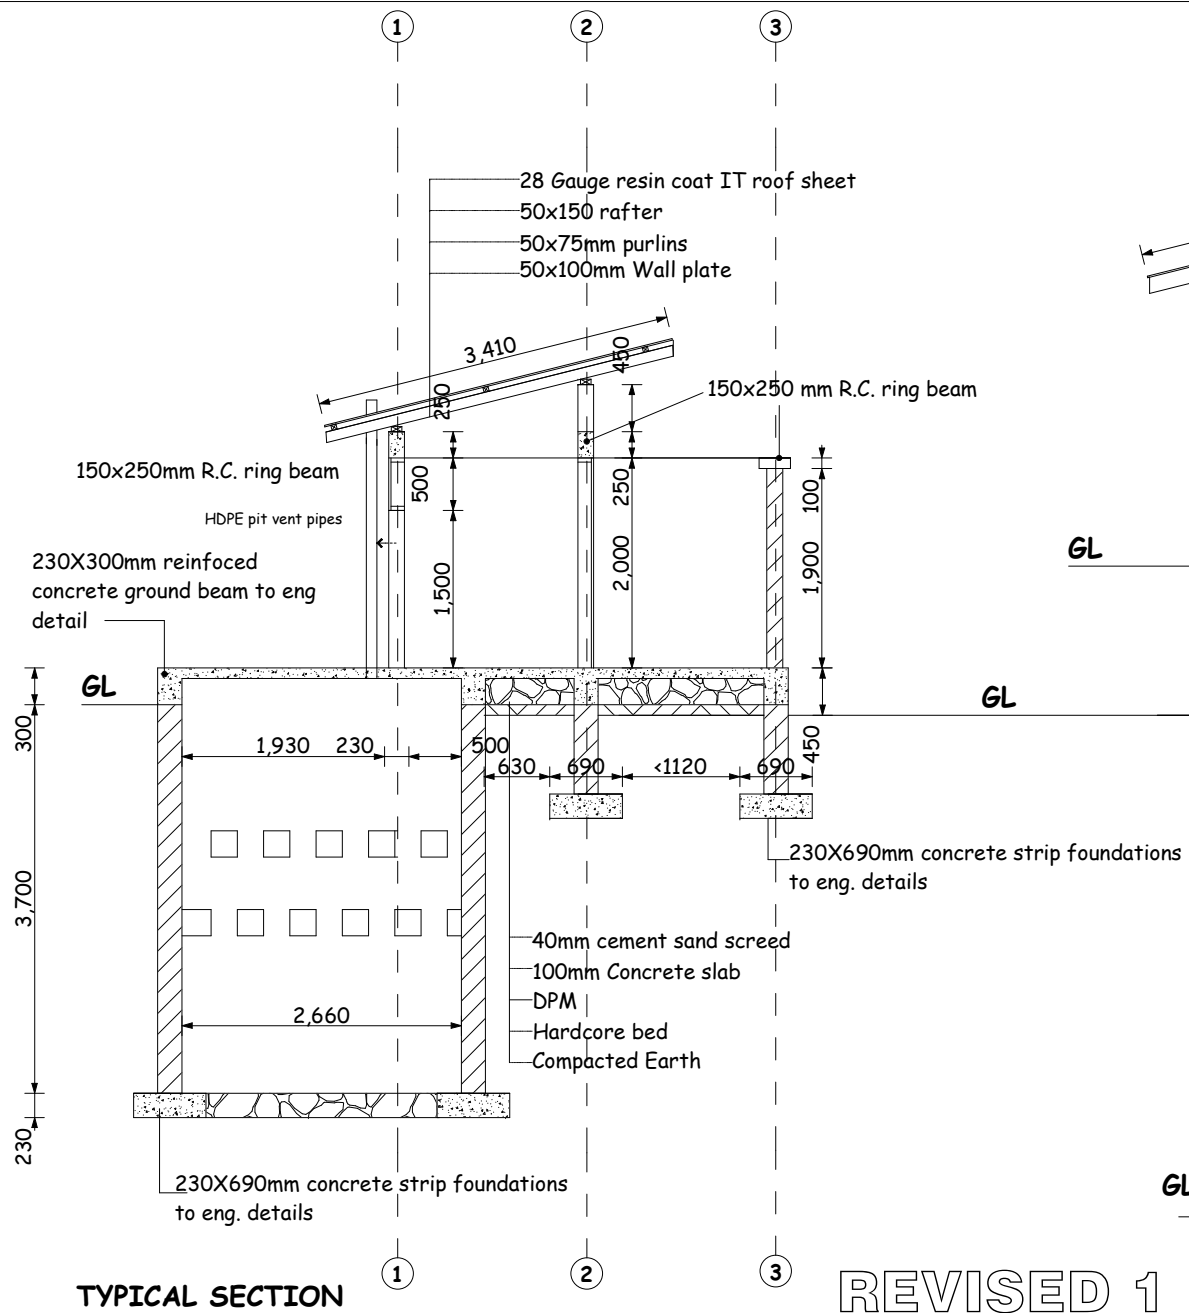 1 2 3
28 Gauge resin coat IT roof sheet
50x150 rafter
50x75mm purlins
50x100mm Wall plate
3,410
450
250
150x250 mm R.C. ring beam
150x250mm R.C. ring beam
500
250
100
HDPE pit vent pipes
230X300mm reinfoced
concrete ground beam to eng
detail
1,500
2,000
1,900
GL
GL
GL
300
1,930 230 500
630 690 <1120 690
450
230X690mm concrete strip foundations
to eng. details
3,700
40mm cement sand screed
100mm Concrete slab
DPM
Hardcore bed
Compacted Earth
2,660
230
230X690mm concrete strip foundations
to eng. details
GL
1 2 3
TYPICAL SECTION
REVISED 1